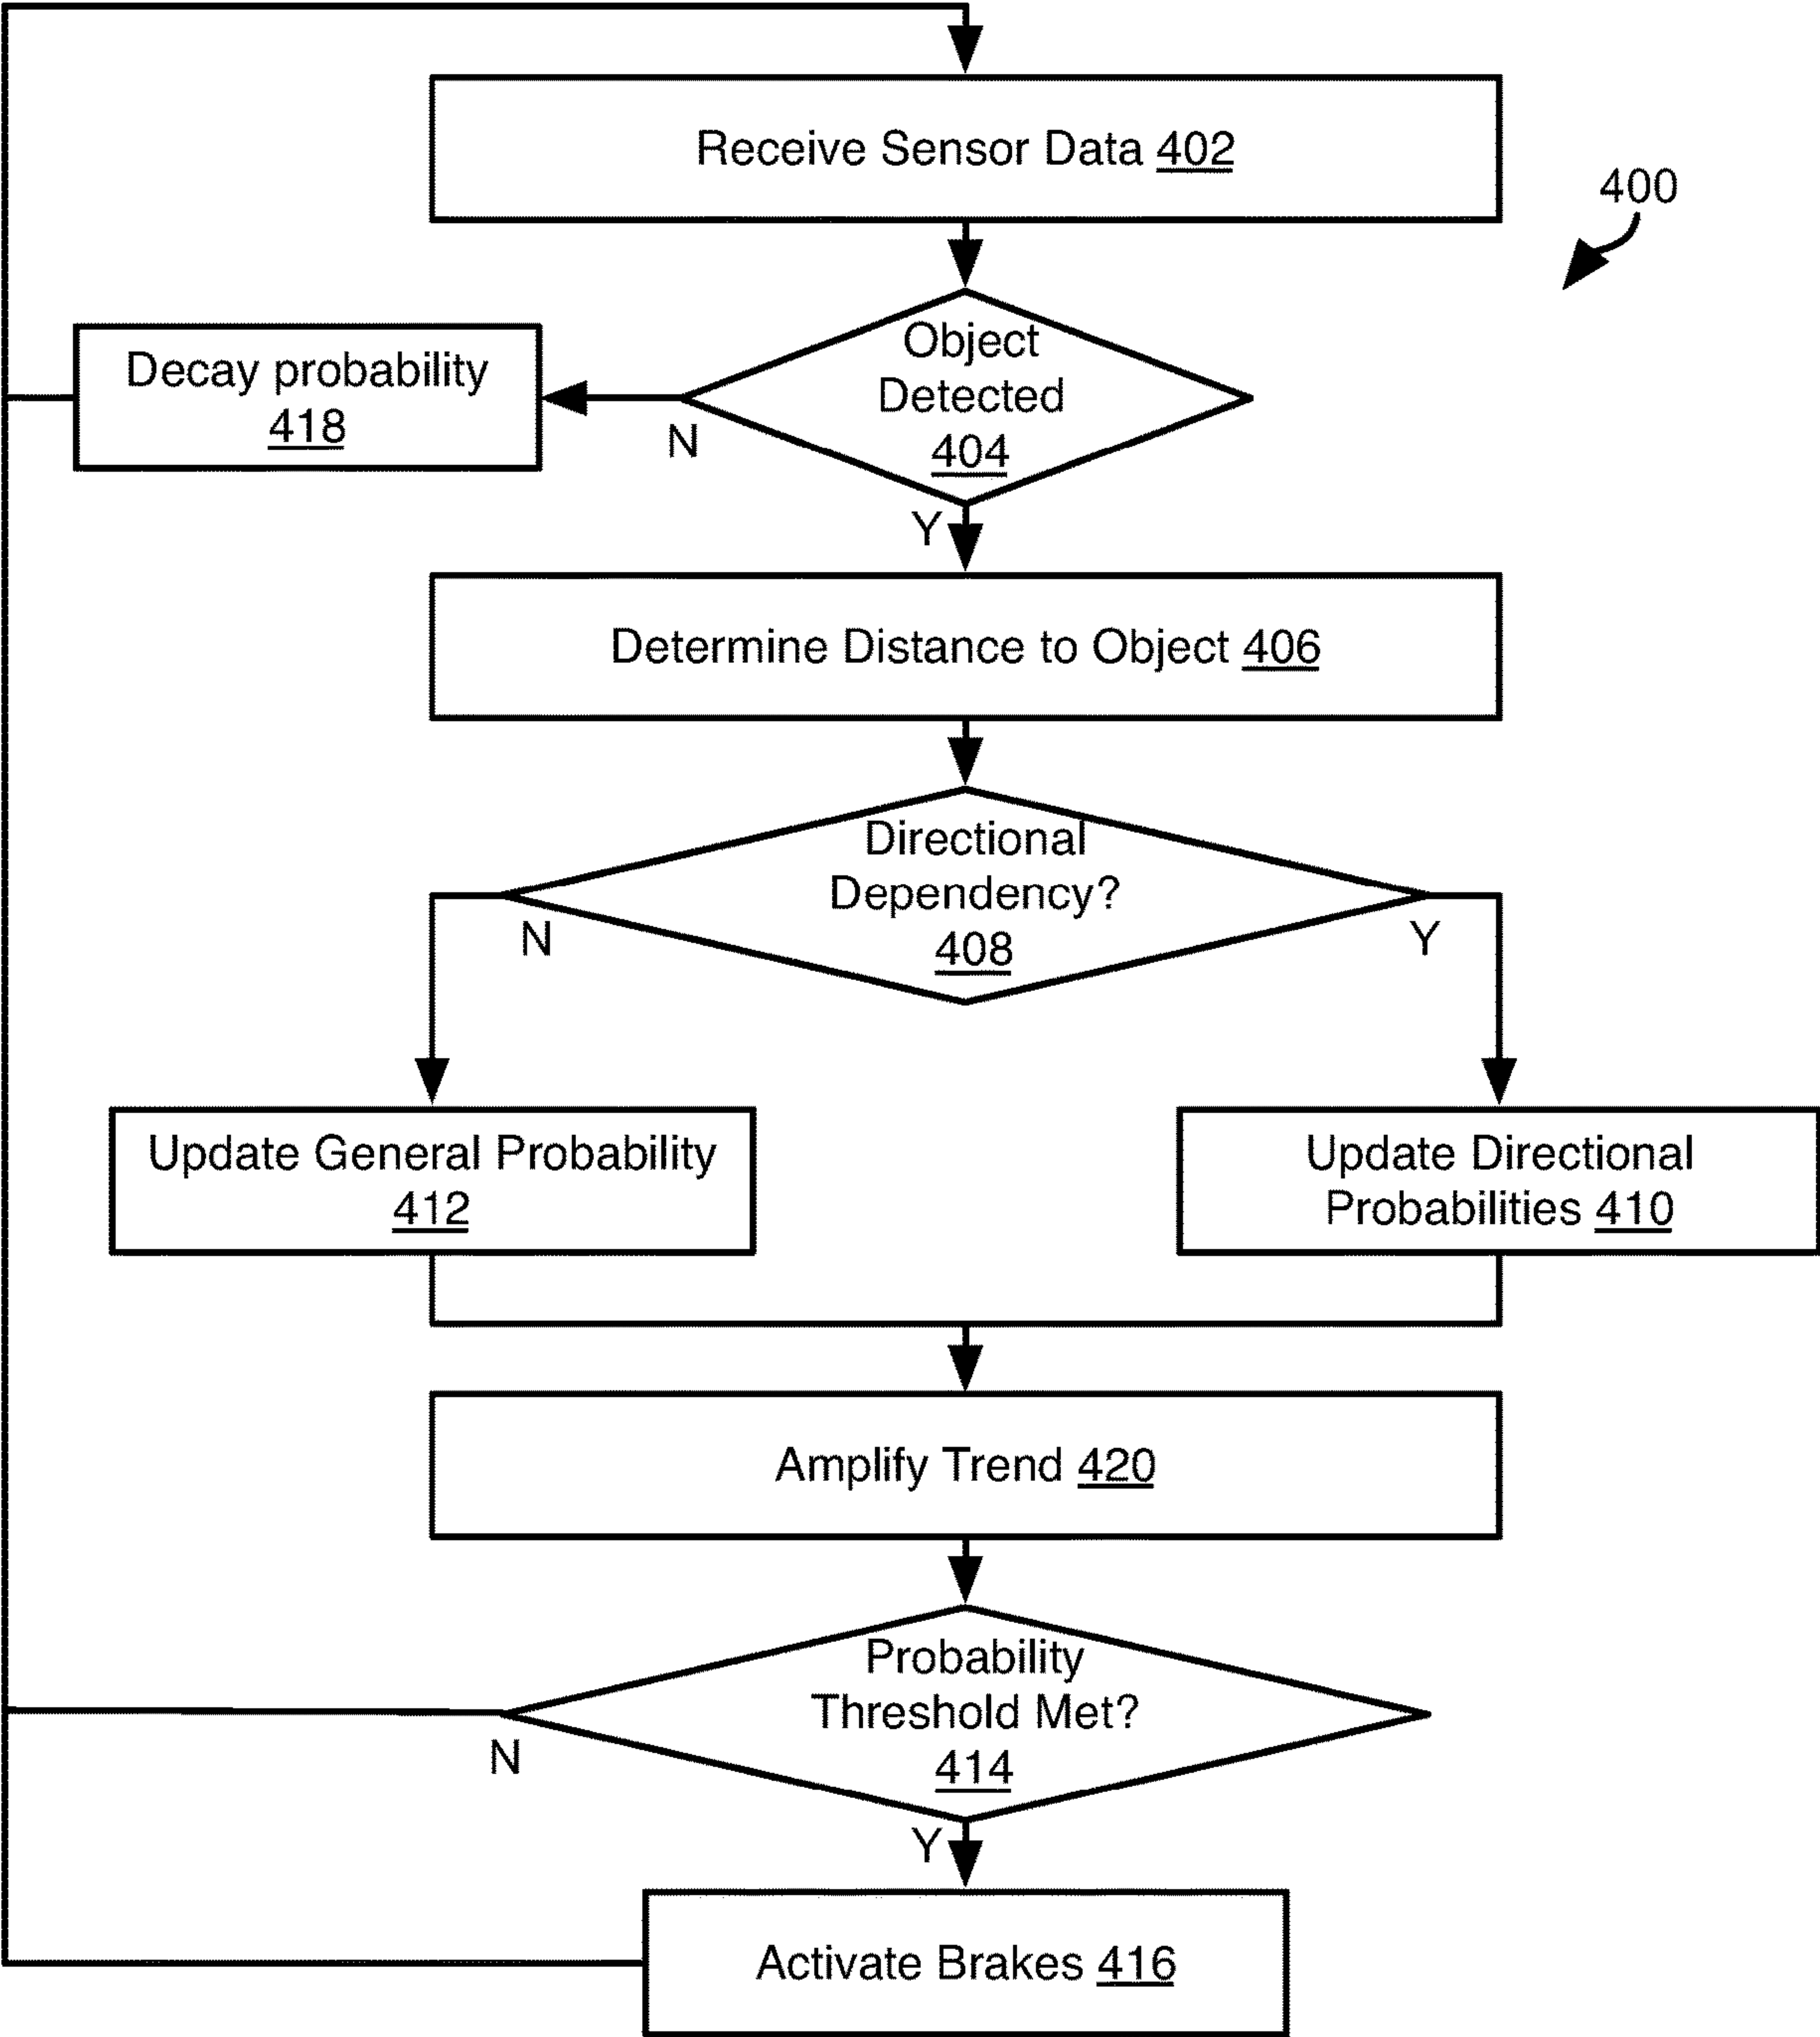 Receive Sensor Data 402
400
Object
Detected
404
Decay probability
418
N
Y
Determine Distance to Object 406
Directional
Dependency?
408
N
Y
Update General Probability
412
Update Directional
Probabilities 410
Amplify Trend 420
Probability
Threshold Met?
414
N
Y
Activate Brakes 416